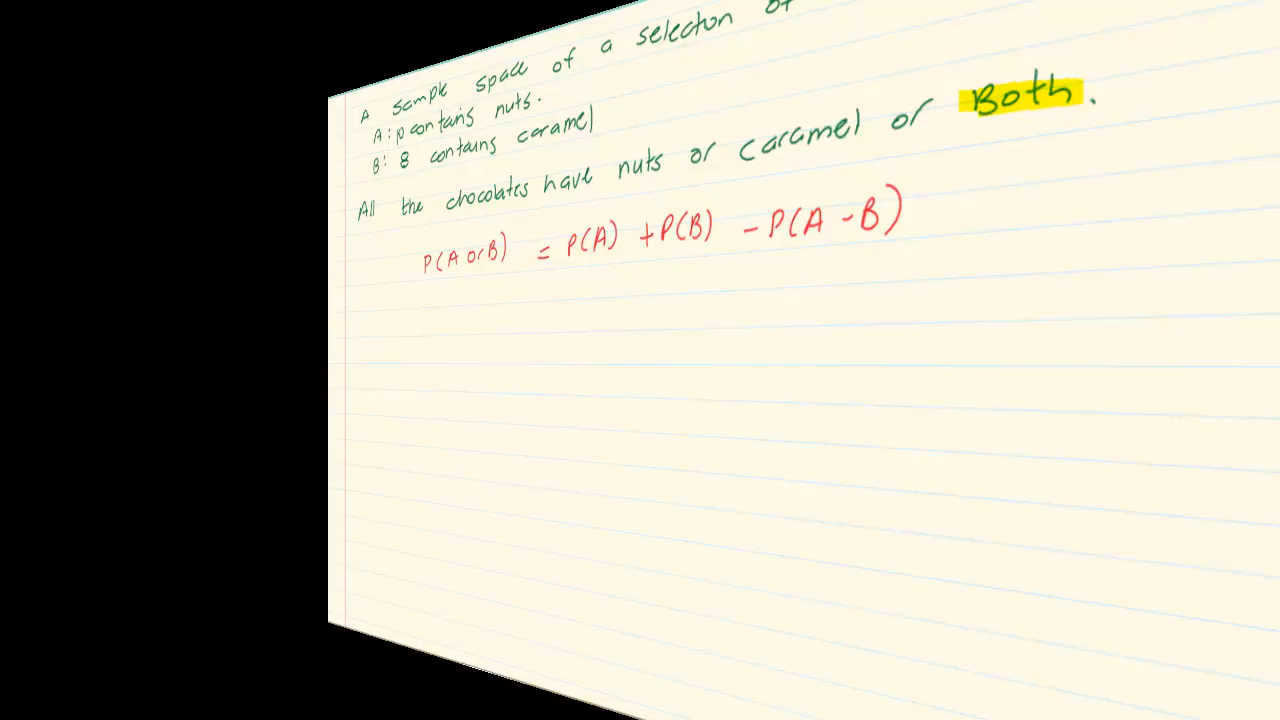 A sample space of a selection of
A: p contains nuts.
B: 8 contains caramel
All the chocolates have nuts or caramel or Both.
P(A or B) = P(A) + P(B) - P(A - B)